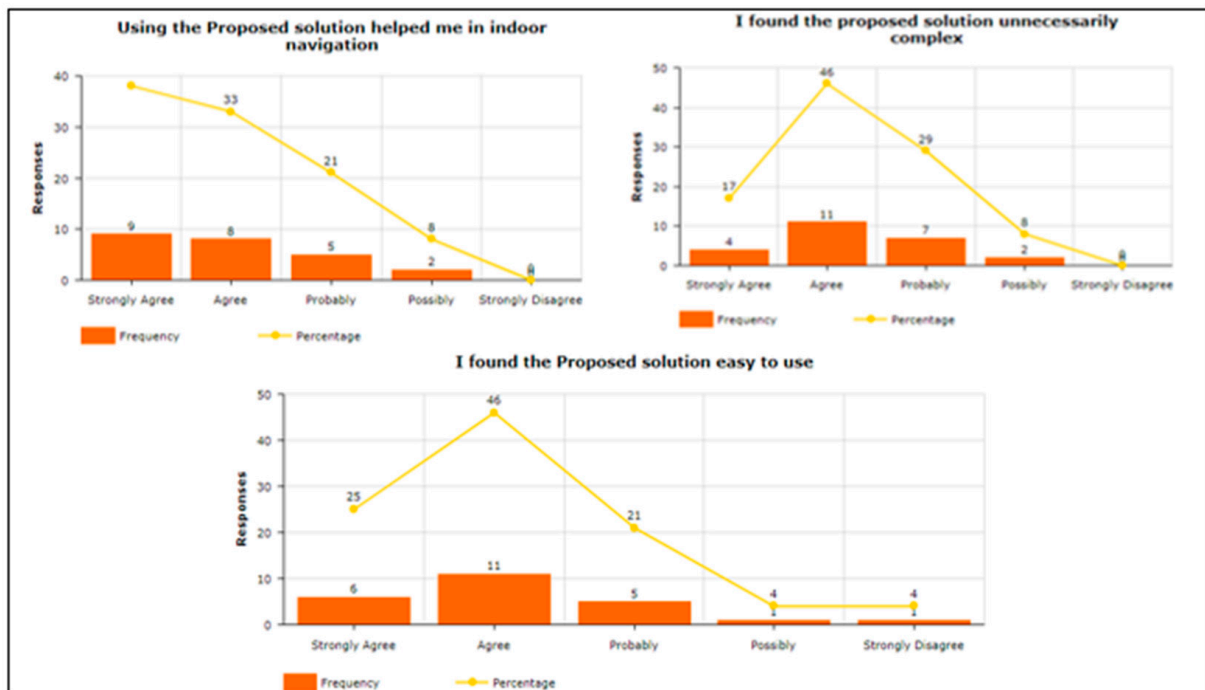 Using the Proposed solution helped me in indoor
navigation
40
30
20
10
0
Responses
33
21
8
9
8
5
2
0
Strongly Agree
Agree
Probably
Possibly
Strongly Disagree
Frequency
Percentage
I found the proposed solution unnecessarily
complex
50
40
30
20
10
0
Responses
17
46
29
8
4
11
7
2
0
Strongly Agree
Agree
Probably
Possibly
Strongly Disagree
Frequency
Percentage
I found the Proposed solution easy to use
50
40
30
20
10
0
Responses
25
46
21
4
4
6
11
5
1
1
Strongly Agree
Agree
Probably
Possibly
Strongly Disagree
Frequency
Percentage